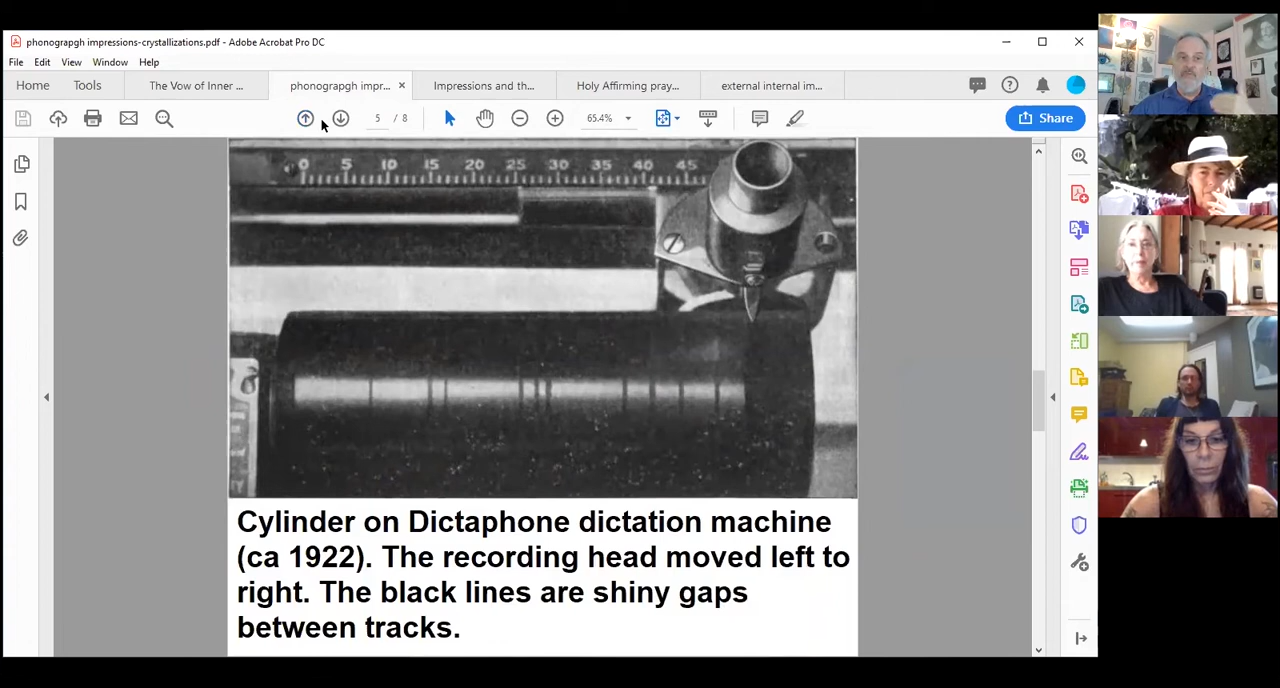 phonograpgh impressions-crystallizations.pdf - Adobe Acrobat Pro DC
File Edit View Window Help
Home Tools The Vow of Inner ... phonograpgh impr... × Impressions and th... Holy Affirming pray... external internal im...
5 / 8 65.4% Share
0 5 10 15 20 25 30 35 40 45
Cylinder on Dictaphone dictation machine
(ca 1922). The recording head moved left to
right. The black lines are shiny gaps
between tracks.